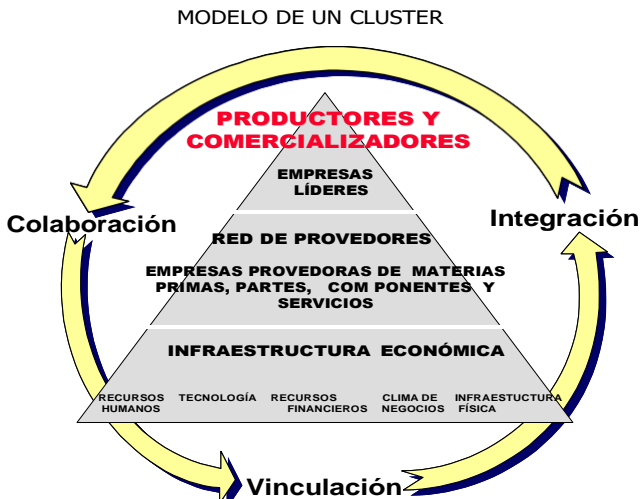 MODELO DE UN CLUSTER
PRODUCTORES Y
COMERCIALIZADORES
EMPRESAS
LÍDERES
Colaboración
Integración
RED DE PROVEDORES
EMPRESAS PROVEDORAS DE MATERIAS
PRIMAS, PARTES, COM PONENTES Y
SERVICIOS
INFRAESTRUCTURA ECONÓMICA
RECURSOS
HUMANOS
TECNOLOGÍA
RECURSOS
FINANCIEROS
CLIMA DE
NEGOCIOS
INFRAESTUCTURA
FÍSICA
Vinculación